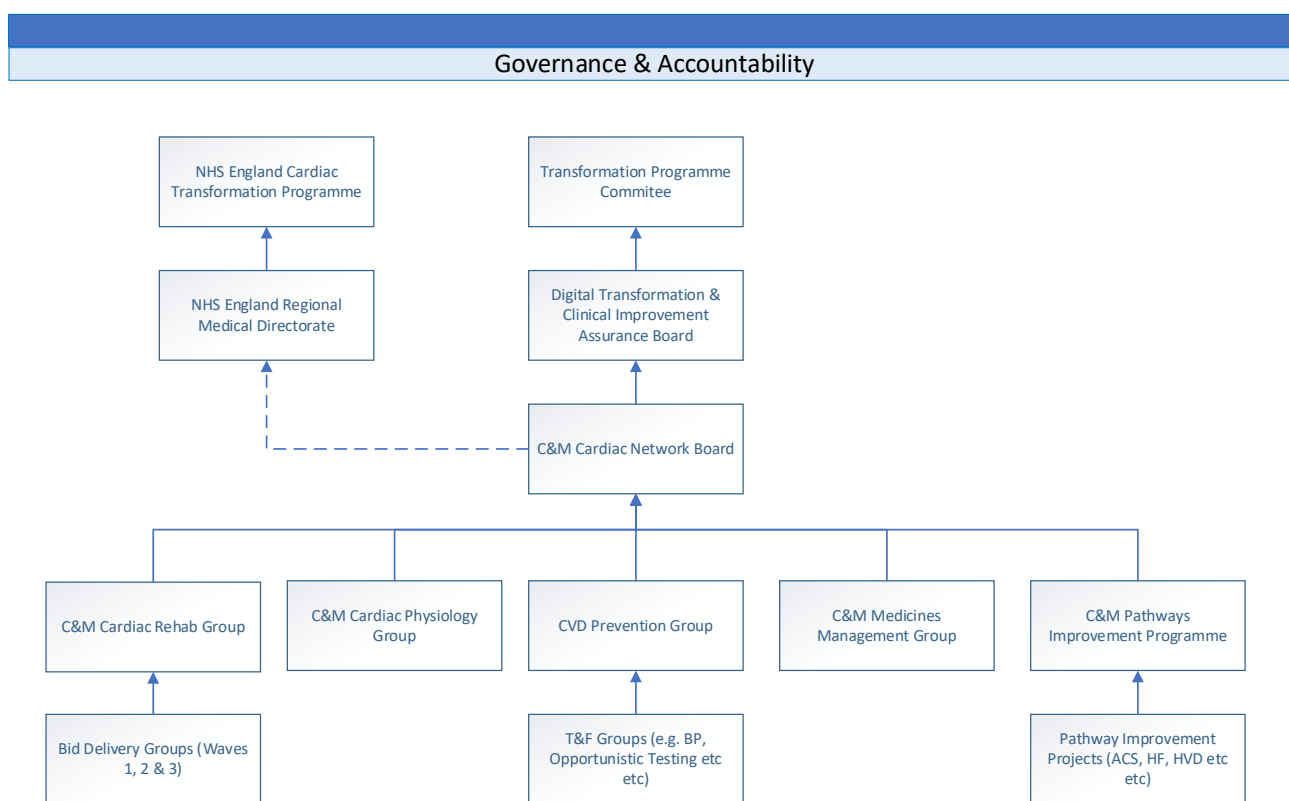 Governance & Accountability
NHS England Cardiac
Transformation Programme
Transformation Programme
Commitee
NHS England Regional
Medical Directorate
Digital Transformation &
Clinical Improvement
Assurance Board
C&M Cardiac Network Board
C&M Cardiac Rehab Group
C&M Cardiac Physiology
Group
CVD Prevention Group
C&M Medicines
Management Group
C&M Pathways
Improvement Programme
Bid Delivery Groups (Waves
1, 2 & 3)
T&F Groups (e.g. BP,
Opportunistic Testing etc
etc)
Pathway Improvement
Projects (ACS, HF, HVD etc
etc)